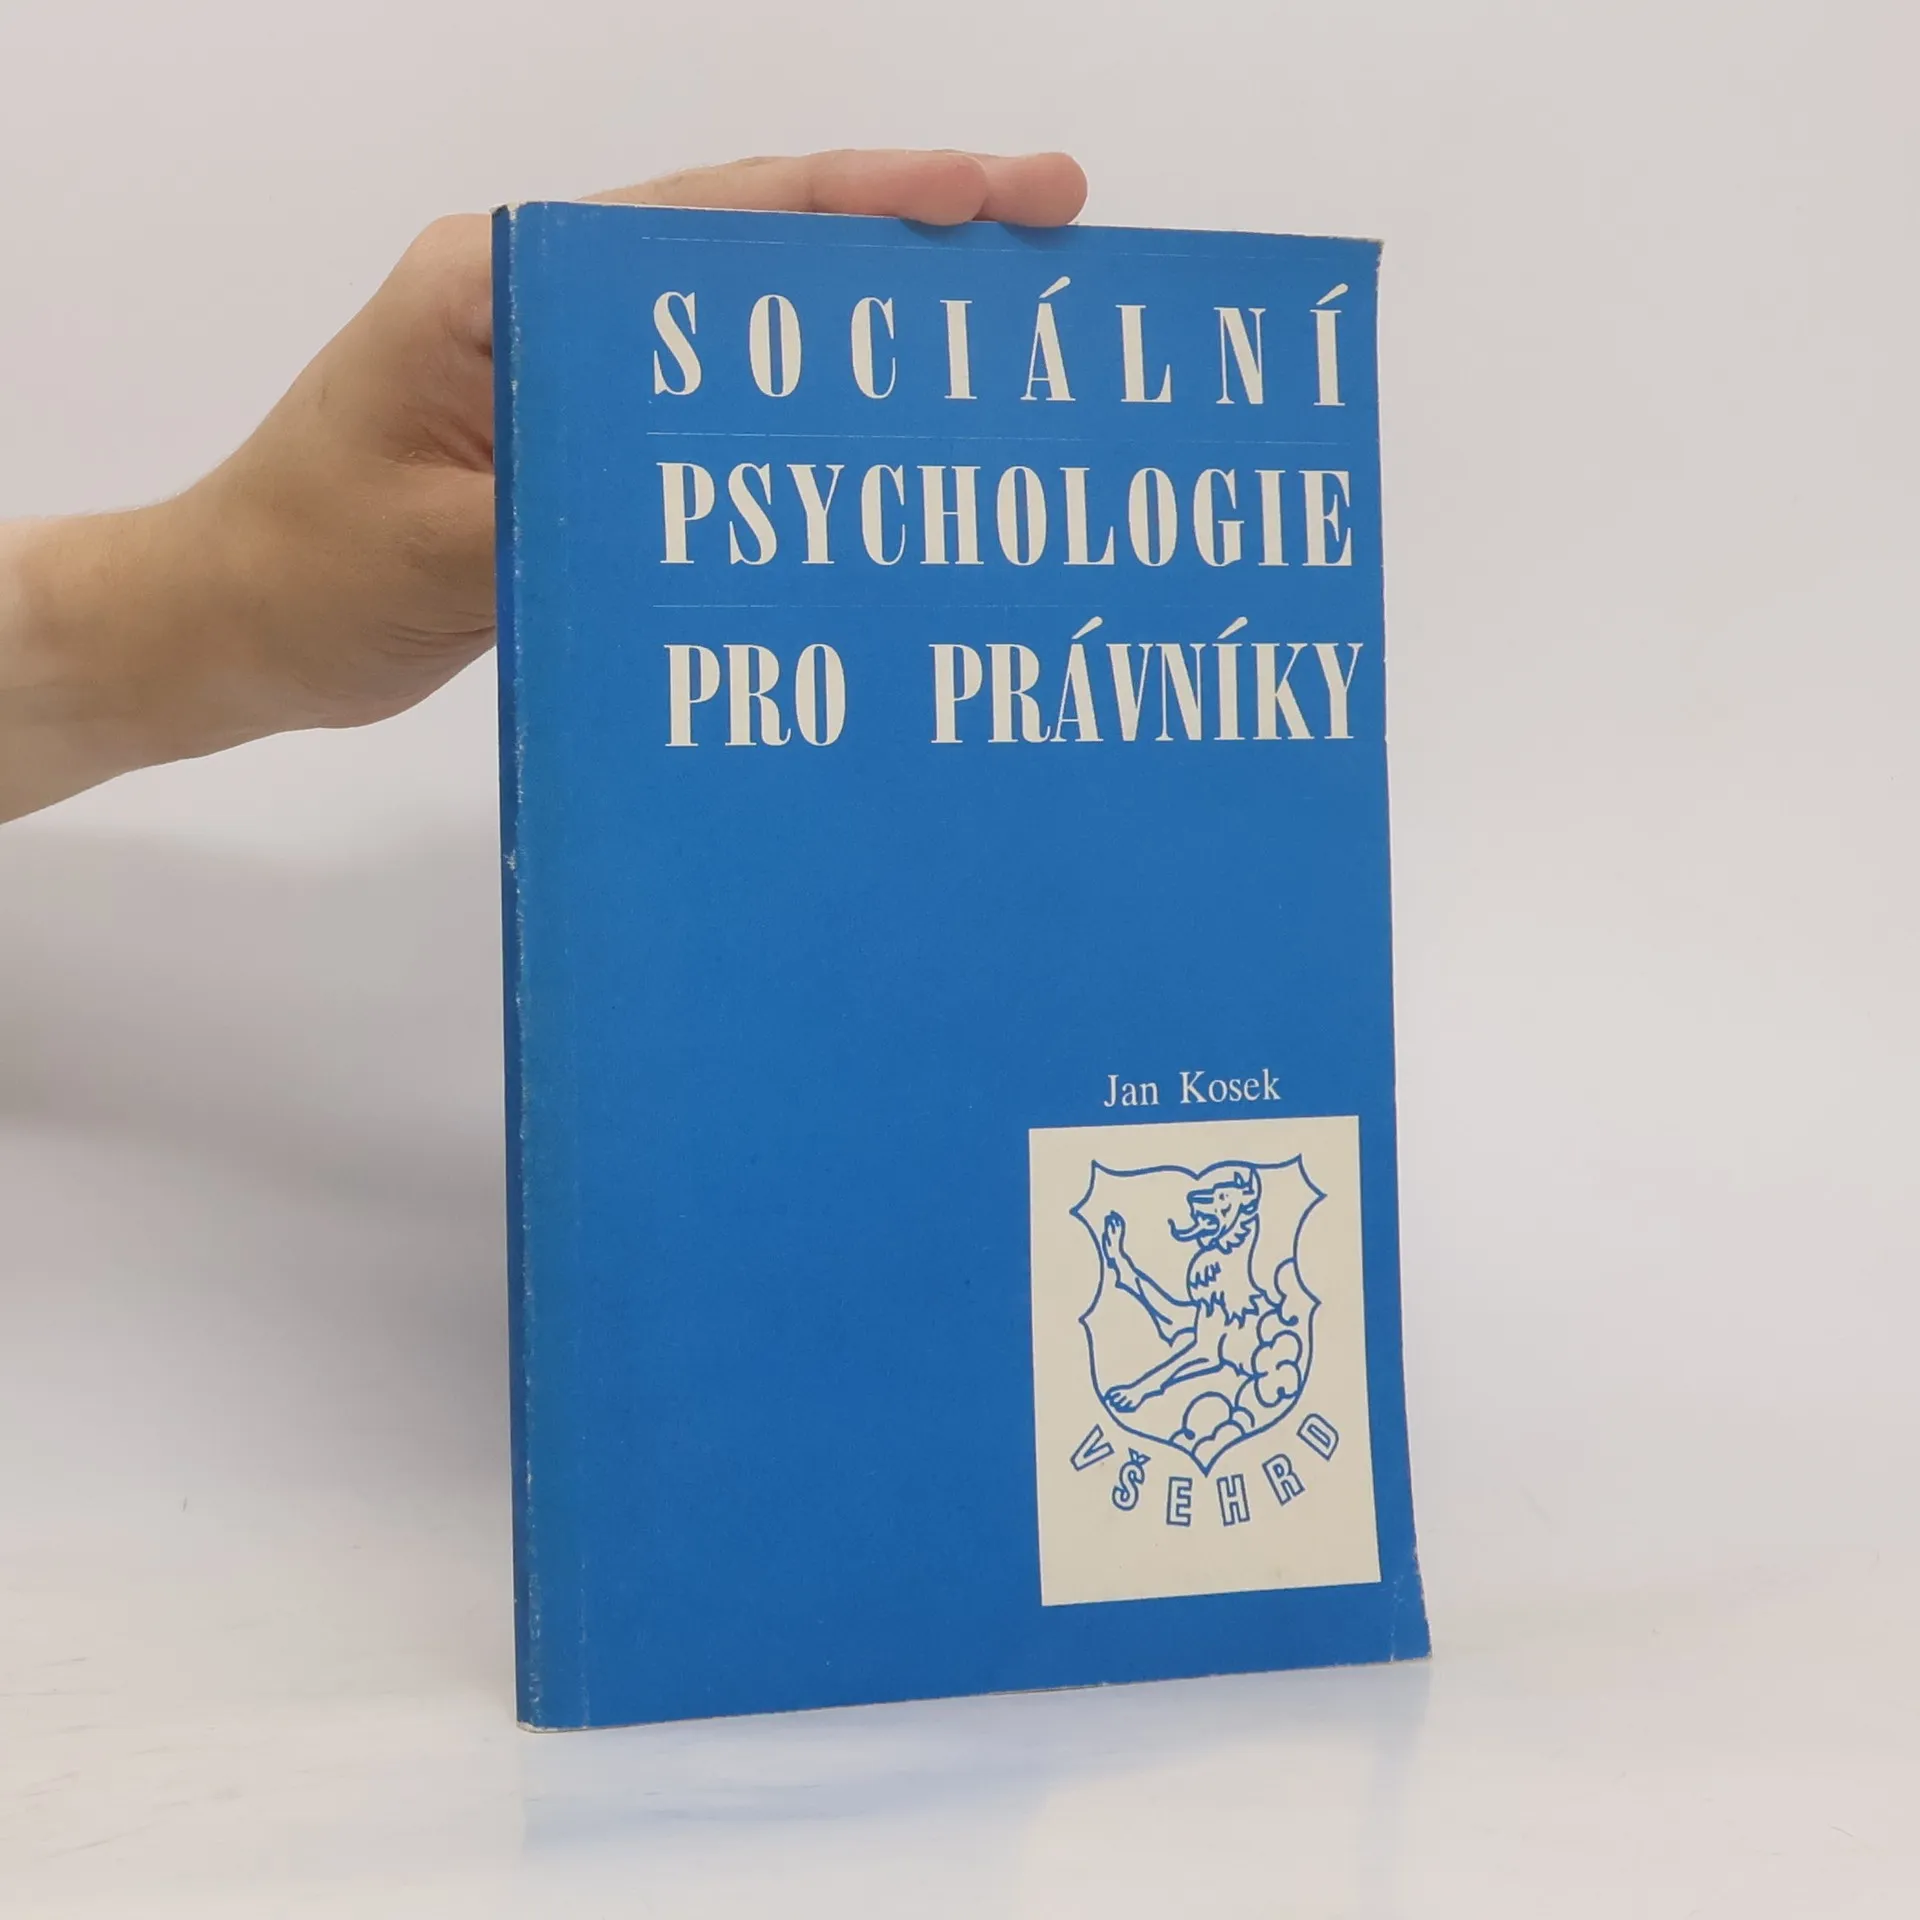 SOCIÁLNÍ
PSYCHOLOGIE
PRO PRÁVNÍKY
Jan Kosek
VŠEHRD